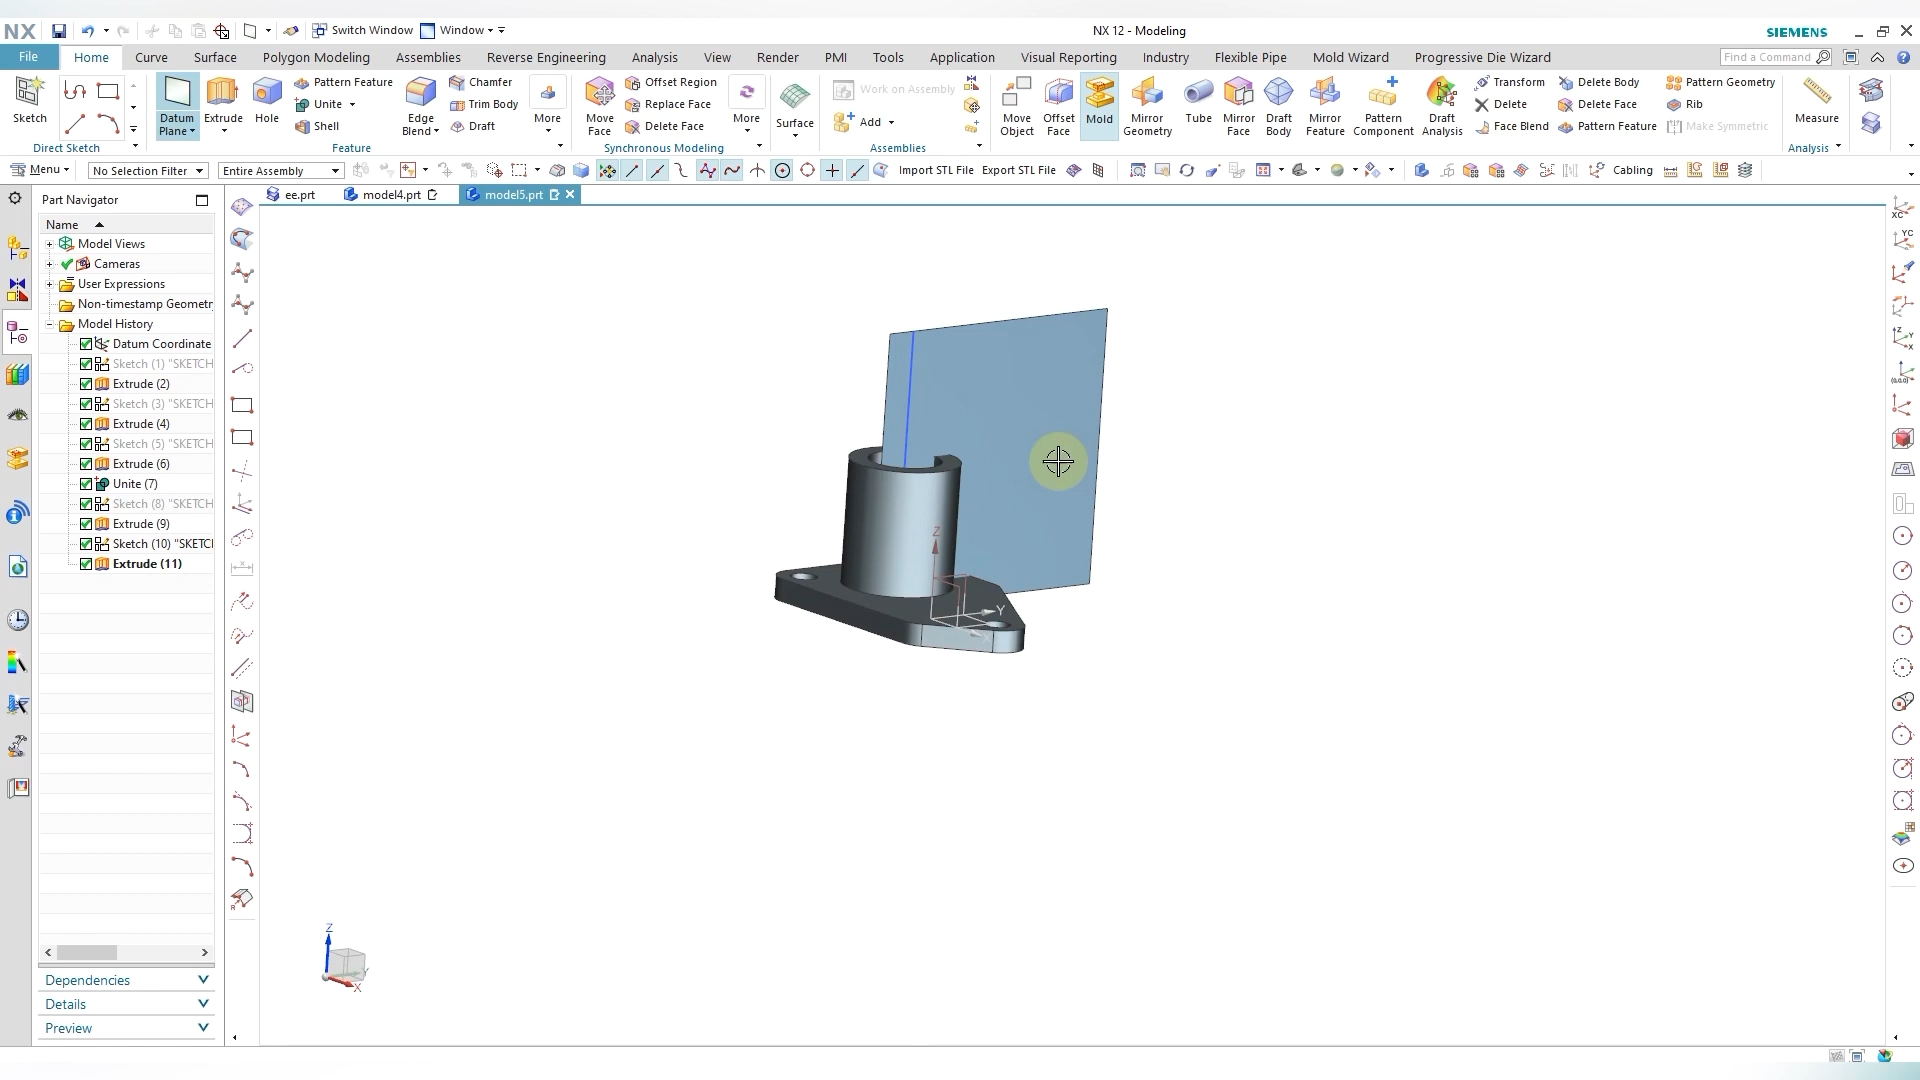 NX Switch Window Window NX 12 - Modeling SIEMENS
File Home Curve Surface Polygon Modeling Assemblies Reverse Engineering Analysis View Render PMI Tools Application Visual Reporting Industry Flexible Pipe Mold Wizard Progressive Die Wizard Find a Command
Sketch
Direct Sketch
Datum Plane
Extrude
Hole
Pattern Feature
Unite
Shell
Edge Blend
Chamfer
Trim Body
Draft
More
Feature
Move Face
Offset Region
Replace Face
Delete Face
More
Synchronous Modeling
Surface
Work on Assembly
Add
Assemblies
Move Object
Offset Face
Mold
Mirror Geometry
Tube
Mirror Face
Draft Body
Mirror Feature
Pattern Component
Draft Analysis
Transform
Delete
Face Blend
Delete Body
Delete Face
Pattern Feature
Pattern Geometry
Rib
Make Symmetric
Measure
Analysis
Menu No Selection Filter Entire Assembly Import STL File Export STL File Cabling
Part Navigator ee.prt model4.prt model5.prt
Name
Model Views
Cameras
User Expressions
Non-timestamp Geometr
Model History
Datum Coordinate
Sketch (1) "SKETCH
Extrude (2)
Sketch (3) "SKETCH
Extrude (4)
Sketch (5) "SKETCH
Extrude (6)
Unite (7)
Sketch (8) "SKETCH
Extrude (9)
Sketch (10) "SKETCH
Extrude (11)
Dependencies
Details
Preview
Z
Y
Z
Y
X
XC
YC